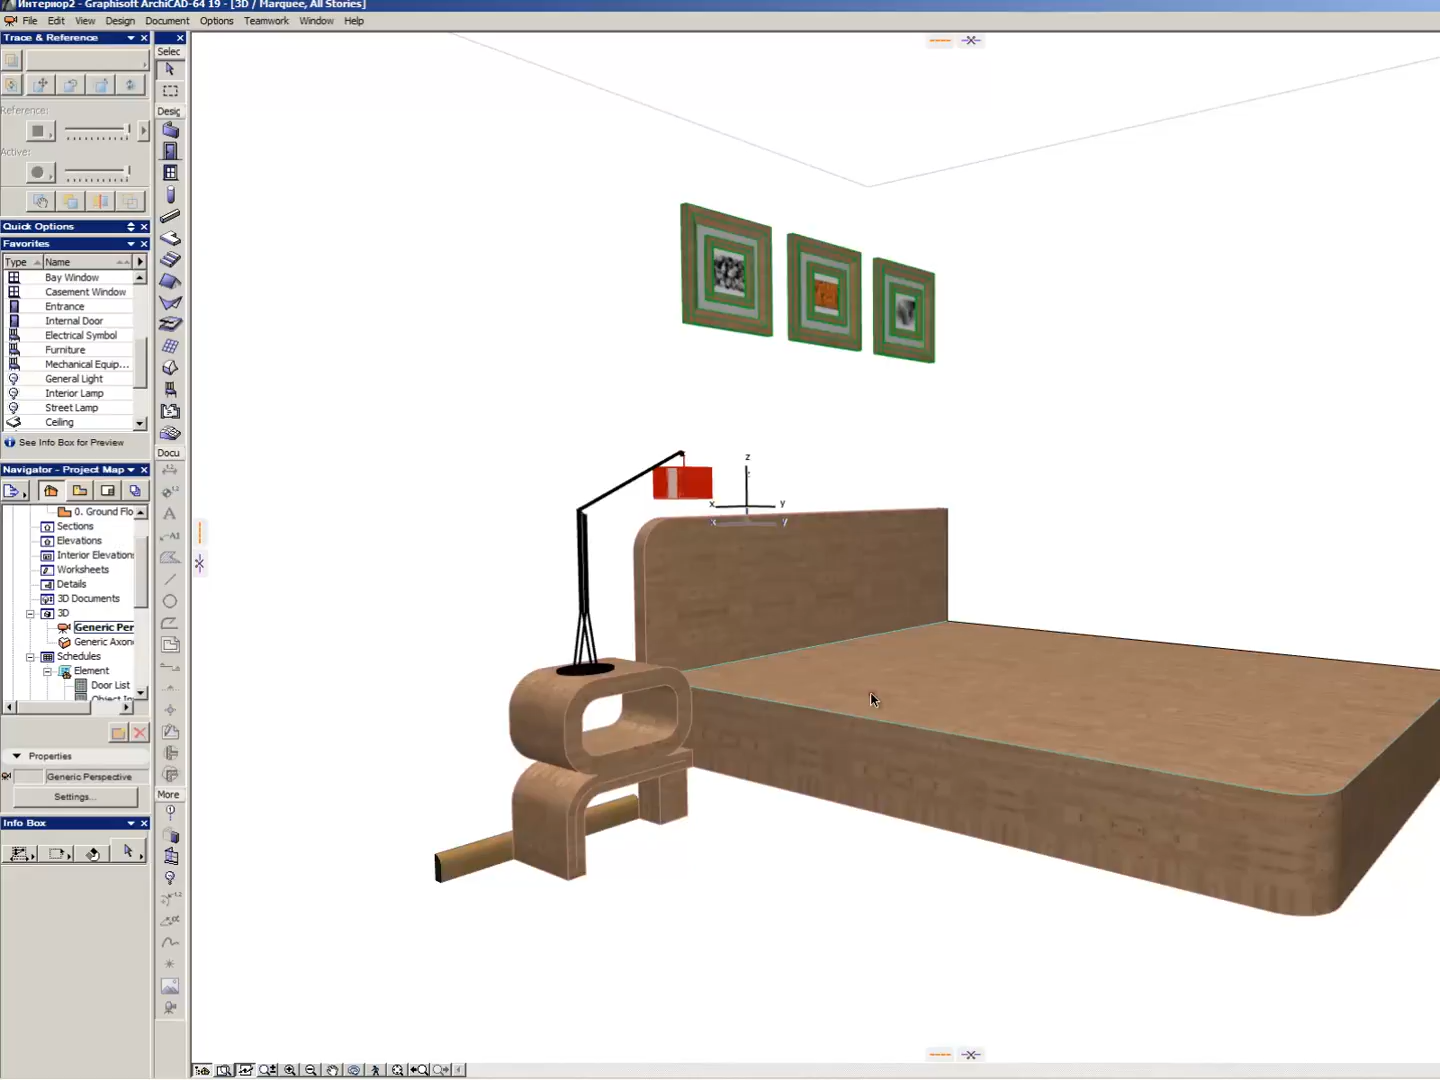 Интериор2 - Graphisoft ArchiCAD-64 19 - [3D / Marquee, All Stories]
File Edit View Design Document Options Teamwork Window Help
Trace & Reference
Selec
Reference:
Desig
Active:
Quick Options
Favorites
Type Name
Bay Window
Casement Window
Entrance
Internal Door
Electrical Symbol
Furniture
Mechanical Equip...
General Light
Interior Lamp
Street Lamp
Ceiling
See Info Box for Preview
Docu
Navigator - Project Map
0. Ground Flo
Sections
Elevations
Interior Elevation
Worksheets
Details
3D Documents
3D
Generic Per
Generic Axon
Schedules
Element
Door List
Properties
Generic Perspective
Settings...
More
Info Box
z
x y
x y